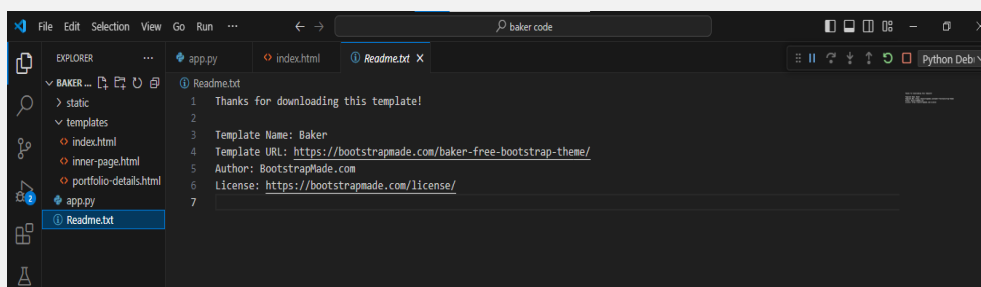 File Edit Selection View Go Run ...
baker code
EXPLORER ...
app.py
index.html
Readme.txt
Python Deb
BAKER ...
static
templates
index.html
inner-page.html
portfolio-details.html
app.py
Readme.txt
2
Readme.txt
1 Thanks for downloading this template!
2
3 Template Name: Baker
4 Template URL: https://bootstrapmade.com/baker-free-bootstrap-theme/
5 Author: BootstrapMade.com
6 License: https://bootstrapmade.com/license/
7